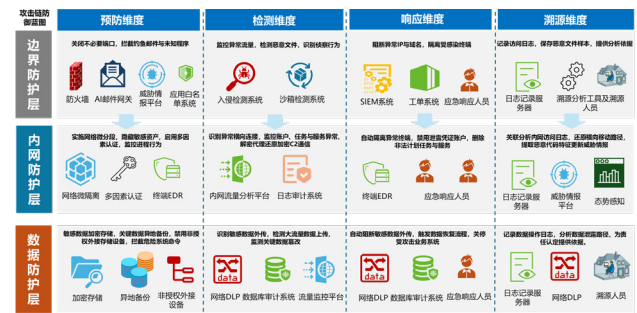 攻击链防
御蓝图
预防维度
检测维度
响应维度
溯源维度
边界防护层
关闭不必要端口，拦截钓鱼邮件与未知程序
防火墙
AI邮件网关
威胁情
报平台
应用白名
单系统
监控异常流量，检测恶意文件，识别侦察行为
入侵检测系统
沙箱检测系统
阻断异常IP与域名，隔离受感染终端
SIEM系统
工单系统
应急响应人员
记录访问日志，保存恶意文件样本，提供分析依据
日志记录服
务器
溯源分析工具及溯源
人员
内网防护层
实施网络微分段，隐蔽敏感资产，启用多因
素认证，监控进程行为
网络微隔离
多因素认证
终端EDR
识别异常横向连接，监控账户、任务与服务异常，
解密代理还原加密C2通信
内网流量分析平台
日志审计系统
自动隔离异常终端，禁用泄露凭证账户，删除
非法计划任务与服务
终端EDR
应急响应人员
关联分析内网访问日志，还原横向移动路径，
提取恶意代码特征更新威胁情报
日志记录服
务器
威胁情报
平台
态势感知
数据防护层
敏感数据加密存储，关键数据异地备份，禁用非授
权外接存储设备，拦截危险系统命令
加密存储
异地备份
非授权外接
设备
识别敏感数据外传，检测大流量数据上传，
监测关键数据篡改
data
网络DLP
数据库审计系统
流量监控平台
自动阻断敏感数据外传，触发数据恢复流程，关停
受攻击业务系统
data
网络DLP
数据库审计系统
应急响应人员
记录数据操作日志，分析数据泄露路径，为责
任认定提供依据。
日志记录服
务器
data
网络DLP
溯源人员